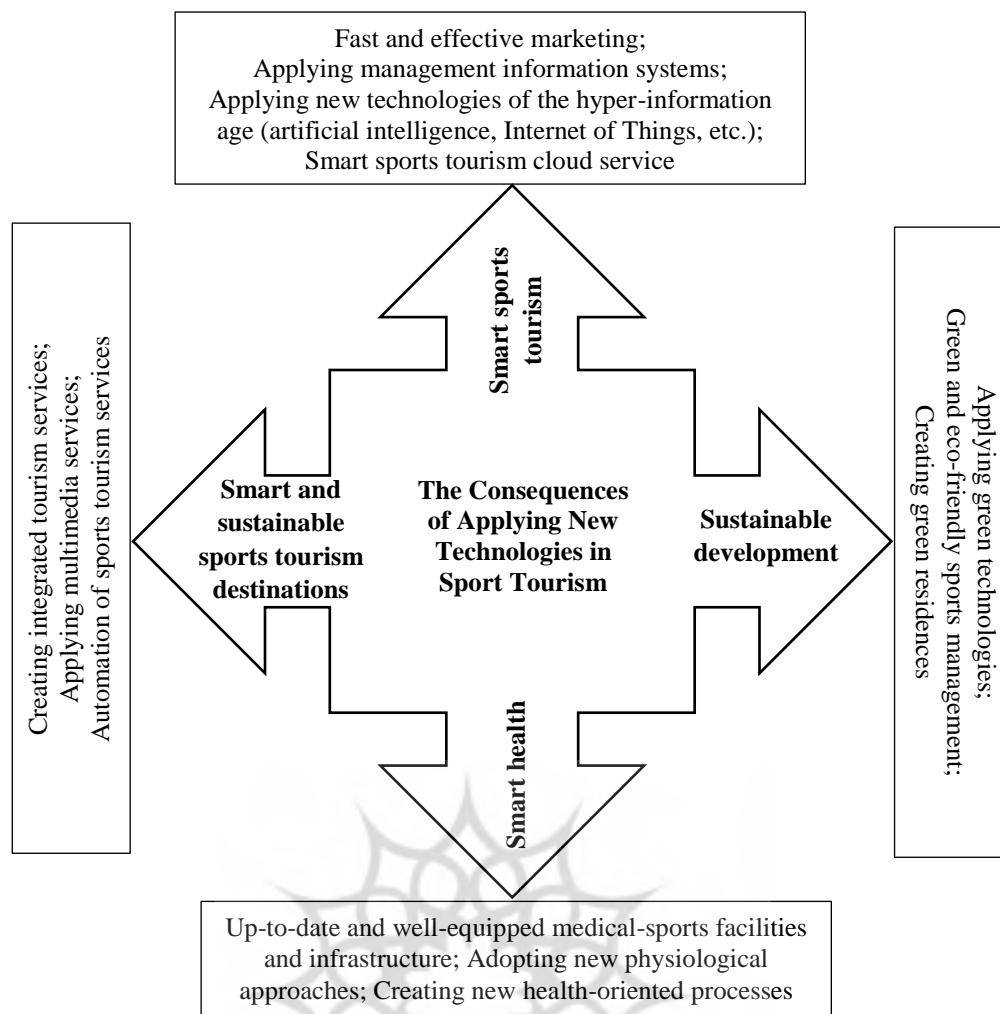 Fast and effective marketing;
Applying management information systems;
Applying new technologies of the hyper-information
age (artificial intelligence, Internet of Things, etc.);
Smart sports tourism cloud service
Smart sports
tourism
Creating integrated tourism services;
Applying multimedia services;
Automation of sports tourism services
Smart and
sustainable
sports tourism
destinations
The Consequences
of Applying New
Technologies in
Sport Tourism
Sustainable
development
Applying green technologies;
Green and eco-friendly sports management;
Creating green residences
Smart health
Up-to-date and well-equipped medical-sports facilities
and infrastructure; Adopting new physiological
approaches; Creating new health-oriented processes